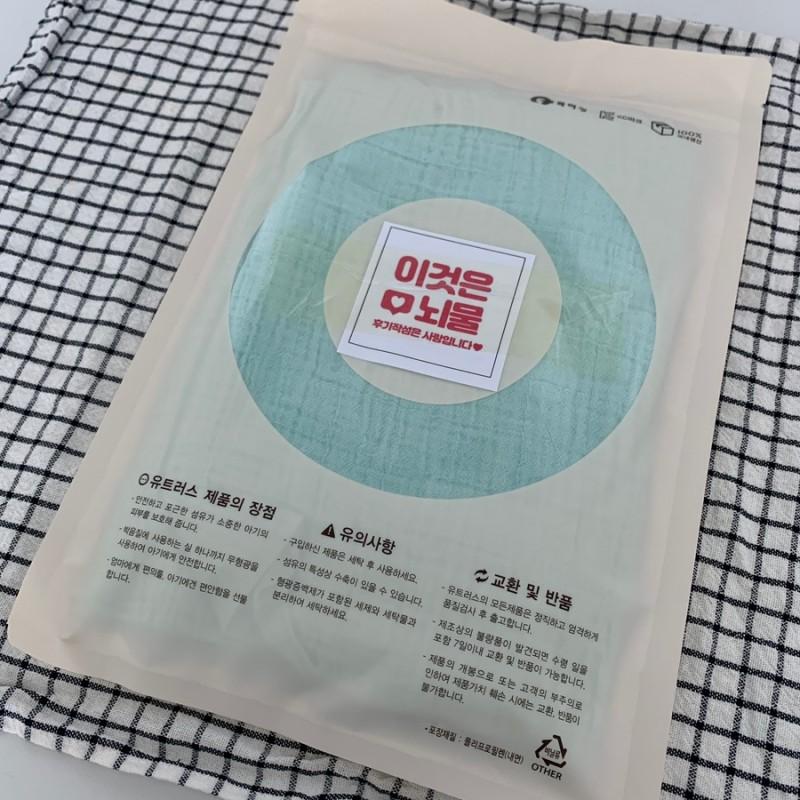 KC마크
100%
국내생산
이것은
뇌물
후기작성은 사랑입니다♥
유트러스 제품의 장점
- 안전하고 포근한 섬유가 소중한 아기의
피부를 보호해 줍니다.
- 박음질에 사용하는 실 하나까지 무형광을
사용하여 아기에게 안전합니다.
- 엄마에게 편의를, 아기에겐 편안함을 선물
합니다.
유의사항
- 구입하신 제품은 세탁 후 사용하세요.
- 섬유의 특성상 수축이 있을 수 있습니다.
- 형광증백제가 포함된 세제와 세탁물과
분리하여 세탁하세요.
교환 및 반품
- 유트러스의 모든제품은 정직하고 엄격하게
품질검사 후 출고합니다.
- 제조상의 불량품이 발견되면 수령 일을
포함 7일이내 교환 및 반품이 가능합니다.
- 제품의 개봉으로 또는 고객의 부주의로
인하여 제품가치 훼손 시에는 교환, 반품이
불가합니다.
- 포장재질 : 폴리프로필렌(내면)
비닐류
OTHER